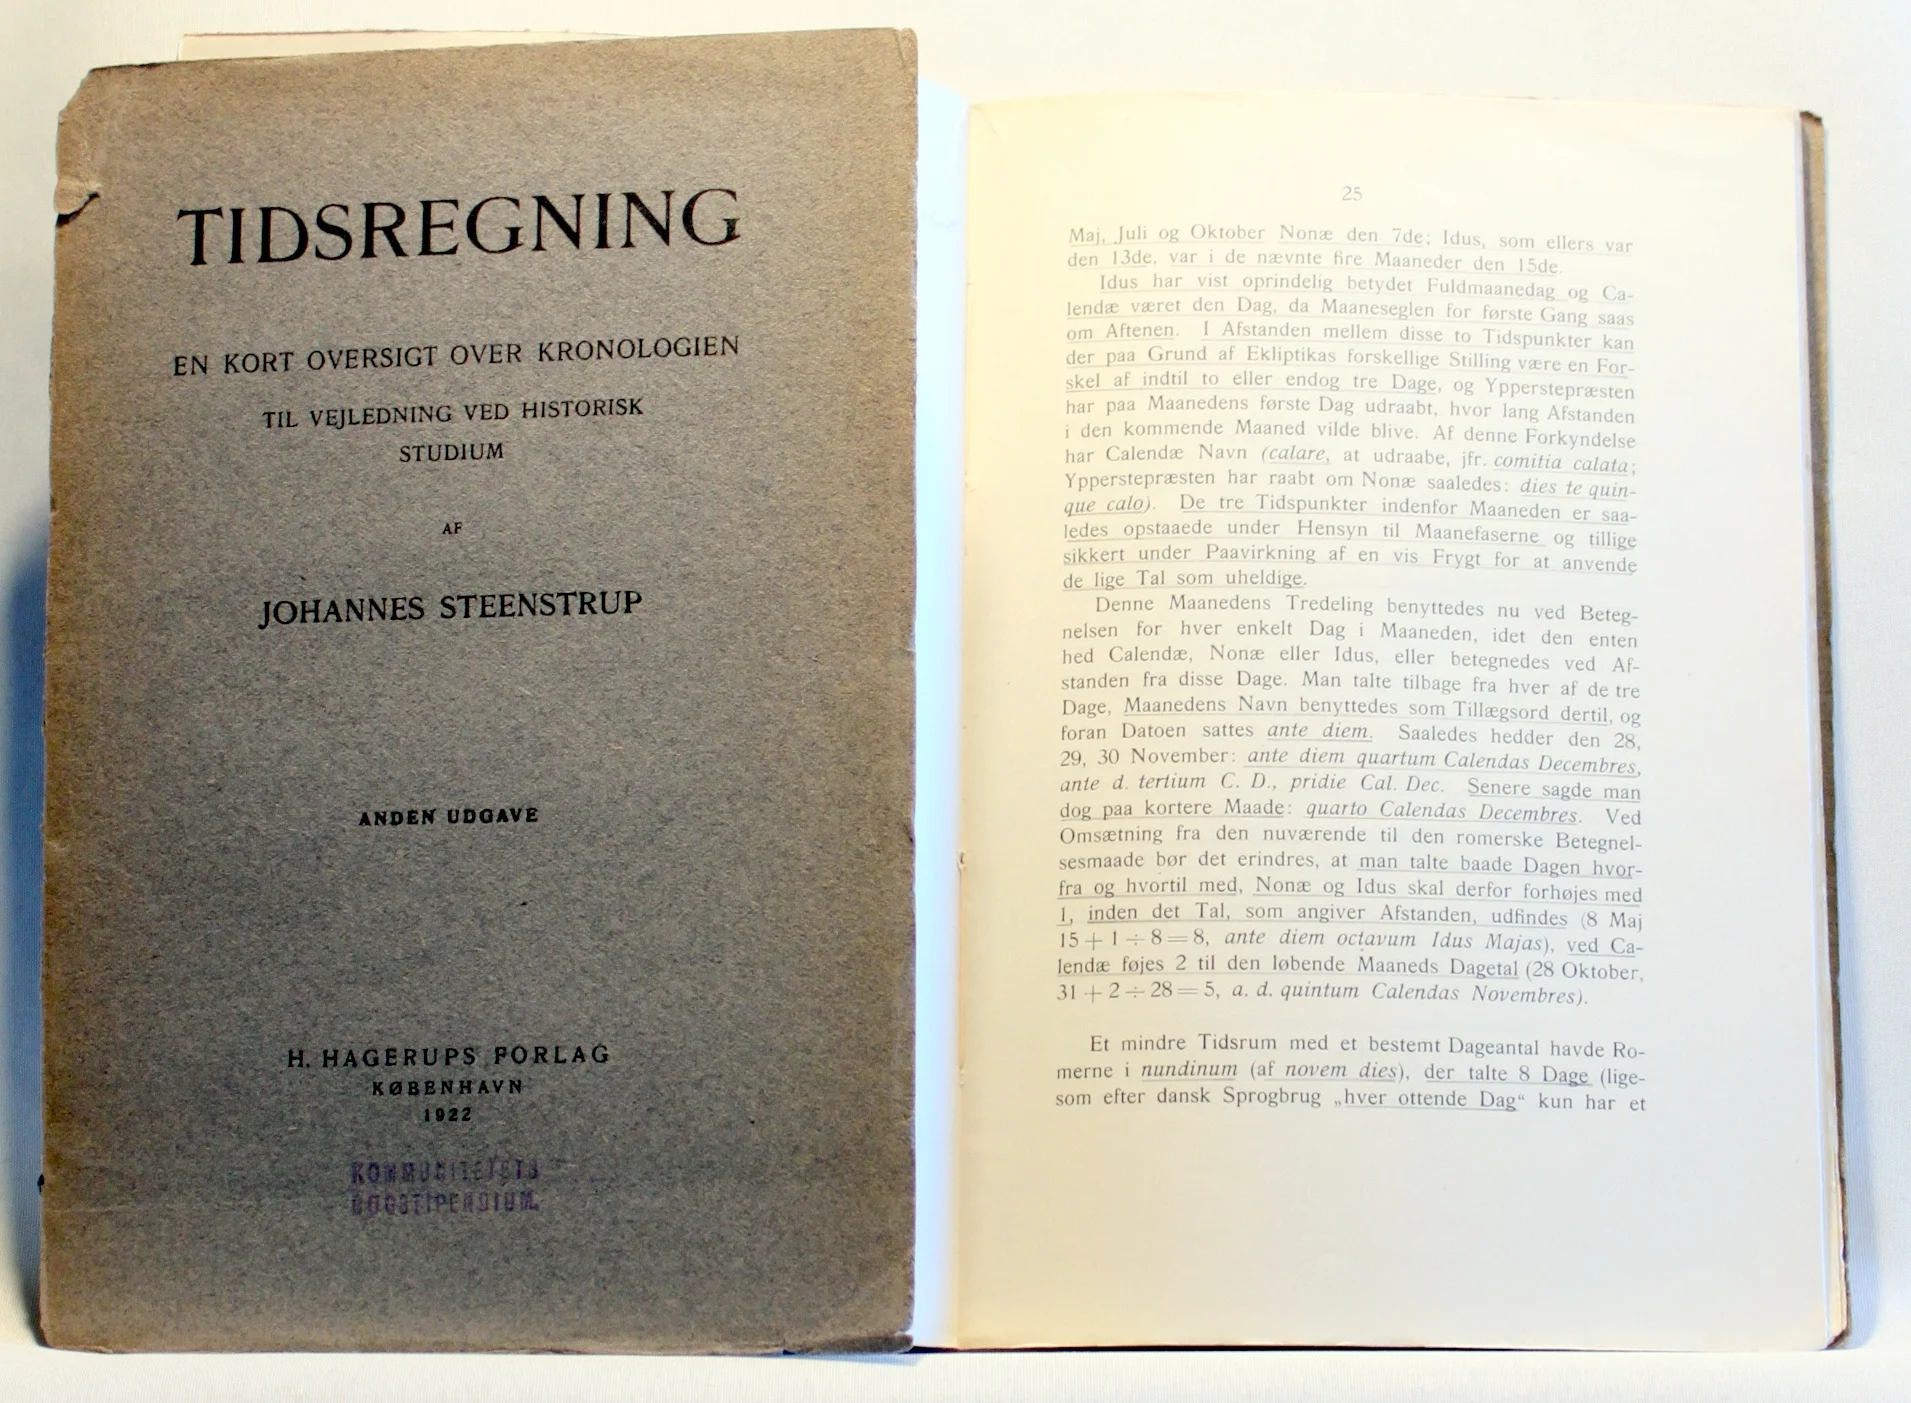 TIDSREGNING
EN KORT OVERSIGT OVER KRONOLOGIEN
TIL VEJLEDNING VED HISTORISK
STUDIUM
AF
JOHANNES STEENSTRUP
ANDEN UDGAVE
H. HAGERUPS FORLAG
KØBENHAVN
1922
KOMMUNITETETS
BOGSTIPENDIUM.
25
Maj, Juli og Oktober Nonæ den 7de; Idus, som ellers var
den 13de, var i de nævnte fire Maaneder den 15de.
Idus har vist oprindelig betydet Fuldmaanedag og Ca-
lendæ været den Dag, da Maaneseglen for første Gang saas
om Aftenen. I Afstanden mellem disse to Tidspunkter kan
der paa Grund af Ekliptikas forskellige Stilling være en For-
skel af indtil to eller endog tre Dage, og Ypperstepræsten
har paa Maanedens første Dag udraabt, hvor lang Afstanden
i den kommende Maaned vilde blive. Af denne Forkyndelse
har Calendæ Navn (calare, at udraabe, jfr. comitia calata;
Ypperstepræsten har raabt om Nonæ saaledes: dies te quin-
que calo). De tre Tidspunkter indenfor Maaneden er saa-
ledes opstaaede under Hensyn til Maanefaserne og tillige
sikkert under Paavirkning af en vis Frygt for at anvende
de lige Tal som uheldige.
Denne Maanedens Tredeling benyttedes nu ved Beteg-
nelsen for hver enkelt Dag i Maaneden, idet den enten
hed Calendæ, Nonæ eller Idus, eller betegnedes ved Af-
standen fra disse Dage. Man talte tilbage fra hver af de tre
Dage, Maanedens Navn benyttedes som Tillægsord dertil, og
foran Datoen sattes ante diem. Saaledes hedder den 28,
29, 30 November: ante diem quartum Calendas Decembres,
ante d. tertium C. D., pridie Cal. Dec. Senere sagde man
dog paa kortere Maade: quarto Calendas Decembres. Ved
Omsætning fra den nuværende til den romerske Betegnel-
sesmaade bør det erindres, at man talte baade Dagen hvor-
fra og hvortil med, Nonæ og Idus skal derfor forhøjes med
1, inden det Tal, som angiver Afstanden, udfindes (8 Maj
15 + 1 ÷ 8 = 8, ante diem octavum Idus Majas), ved Ca-
lendæ føjes 2 til den løbende Maaneds Dagetal (28 Oktober,
31 + 2 ÷ 28 = 5, a. d. quintum Calendas Novembres).
Et mindre Tidsrum med et bestemt Dageantal havde Ro-
merne i nundinum (af novem dies), der talte 8 Dage (lige-
som efter dansk Sprogbrug „hver ottende Dag“ kun har et